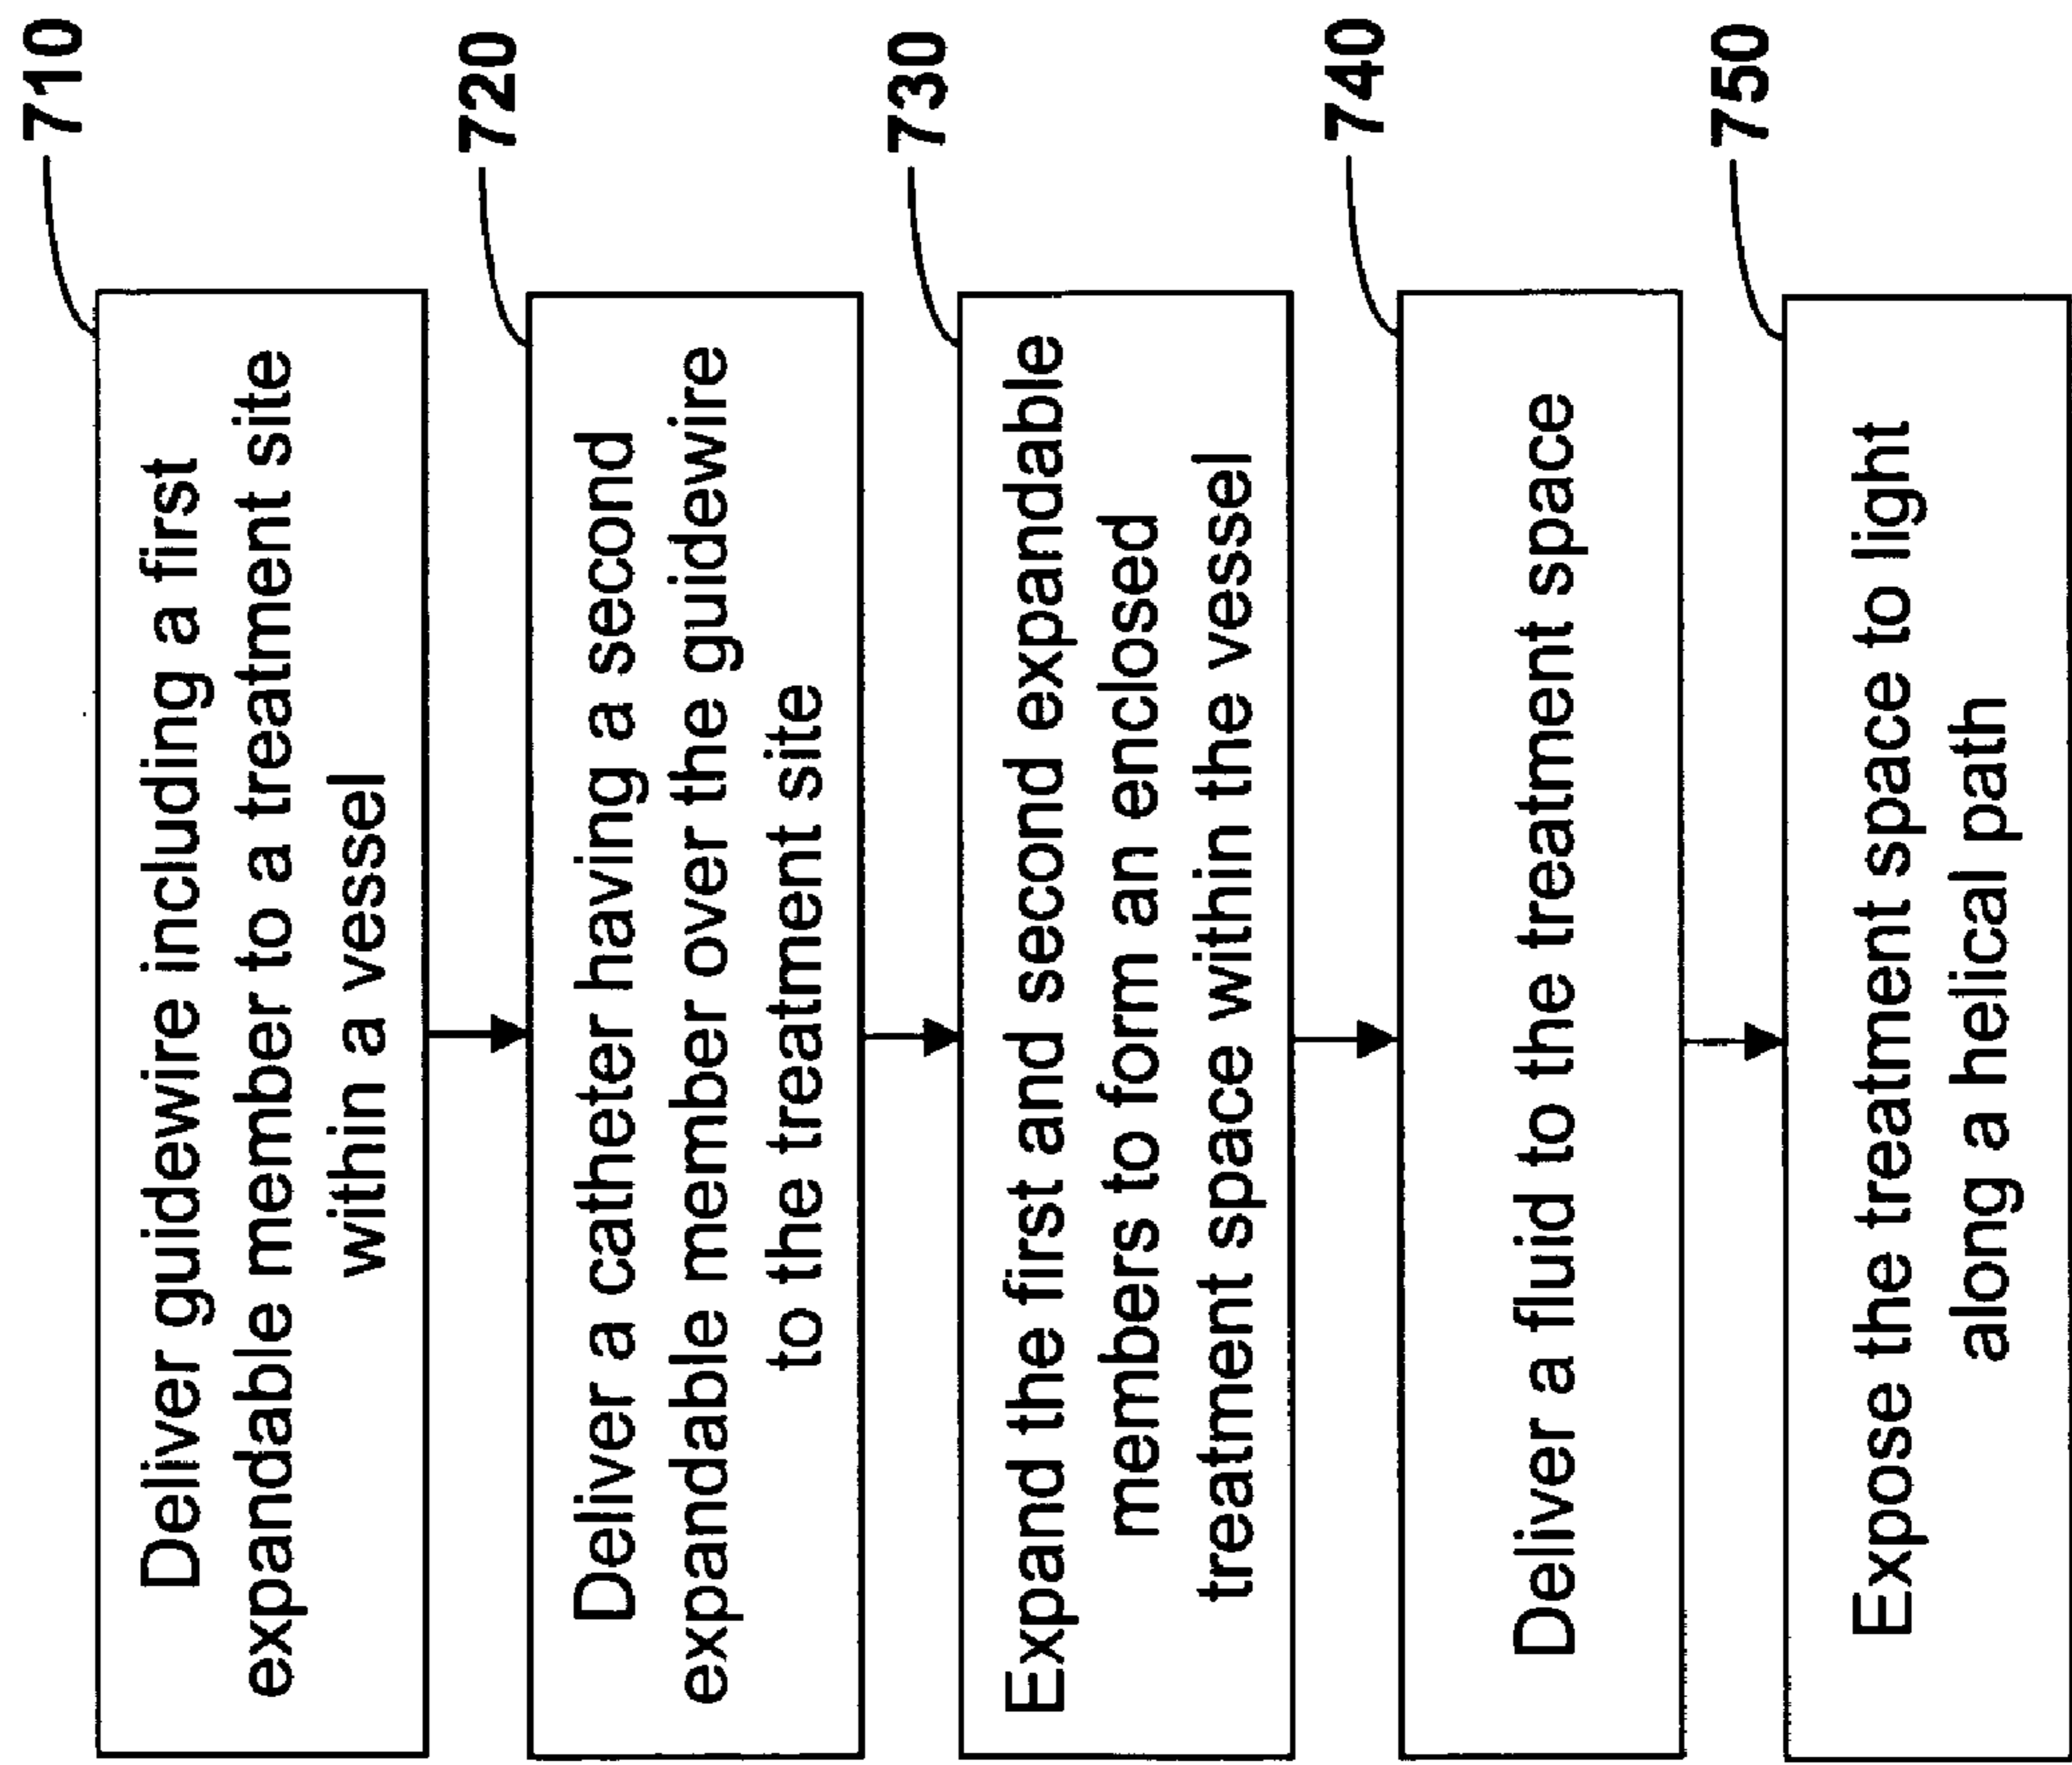 710
Deliver guidewire including a first
expandable member to a treatment site
within a vessel
720
Deliver a catheter having a second
expandable member over the guidewire
to the treatment site
730
Expand the first and second expandable
members to form an enclosed
treatment space within the vessel
740
Deliver a fluid to the treatment space
750
Expose the treatment space to light
along a helical path